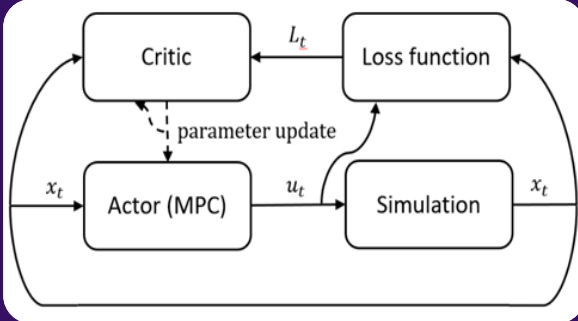 Critic
L_t
Loss function
parameter update
x_t
Actor (MPC)
u_t
Simulation
x_t